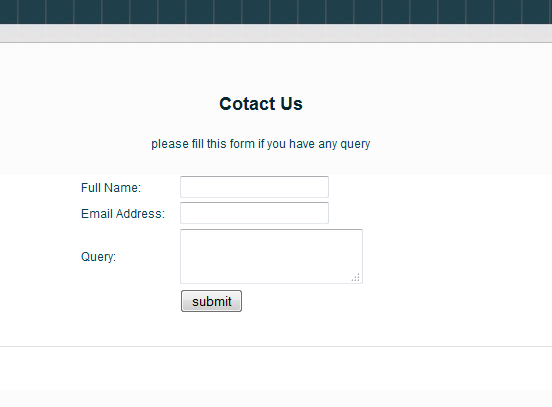 Cotact Us
please fill this form if you have any query
Full Name:
Email Address:
Query:
submit